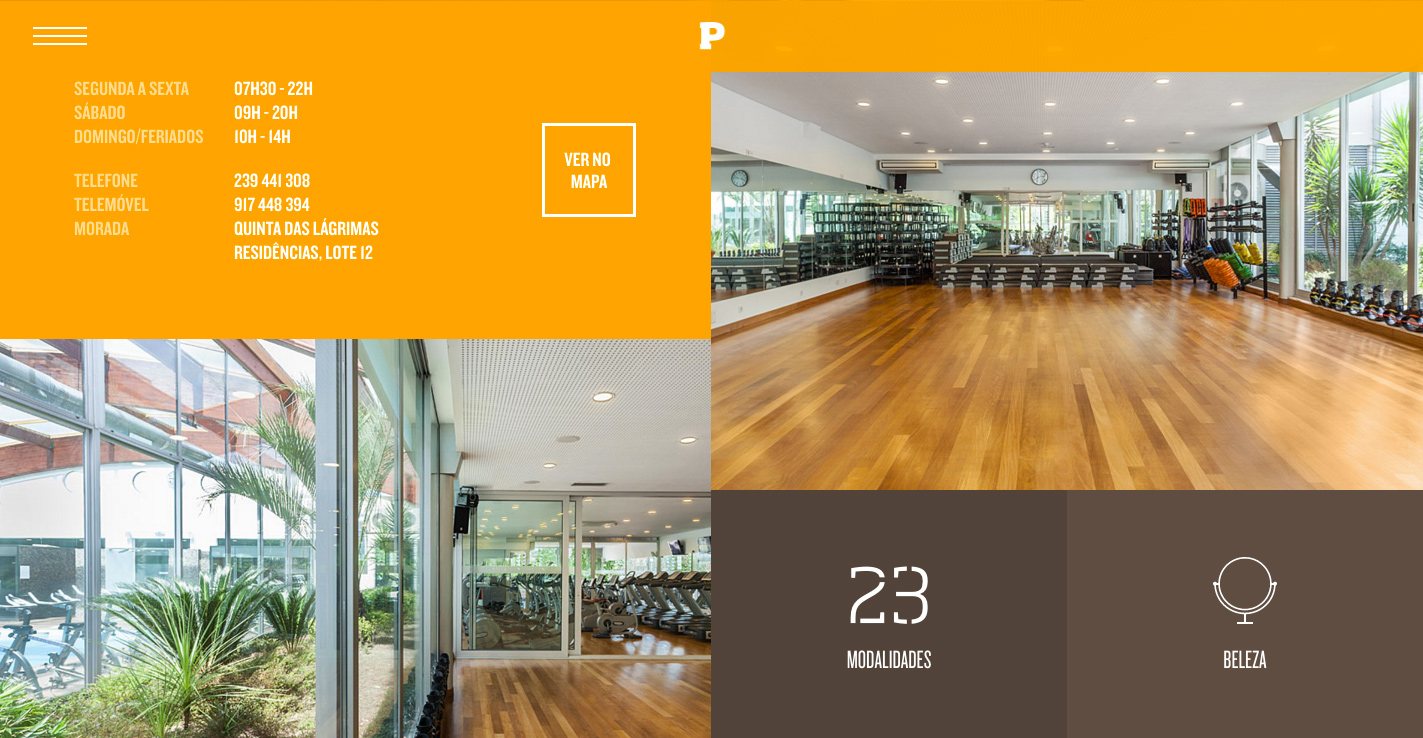 P
SEGUNDA A SEXTA 07H30 - 22H
SÁBADO 09H - 20H
DOMINGO/FERIADOS 10H - 14H
TELEFONE 239 441 308
TELEMÓVEL 917 448 394
MORADA QUINTA DAS LÁGRIMAS
RESIDÊNCIAS, LOTE 12
VER NO
MAPA
23
MODALIDADES
BELEZA